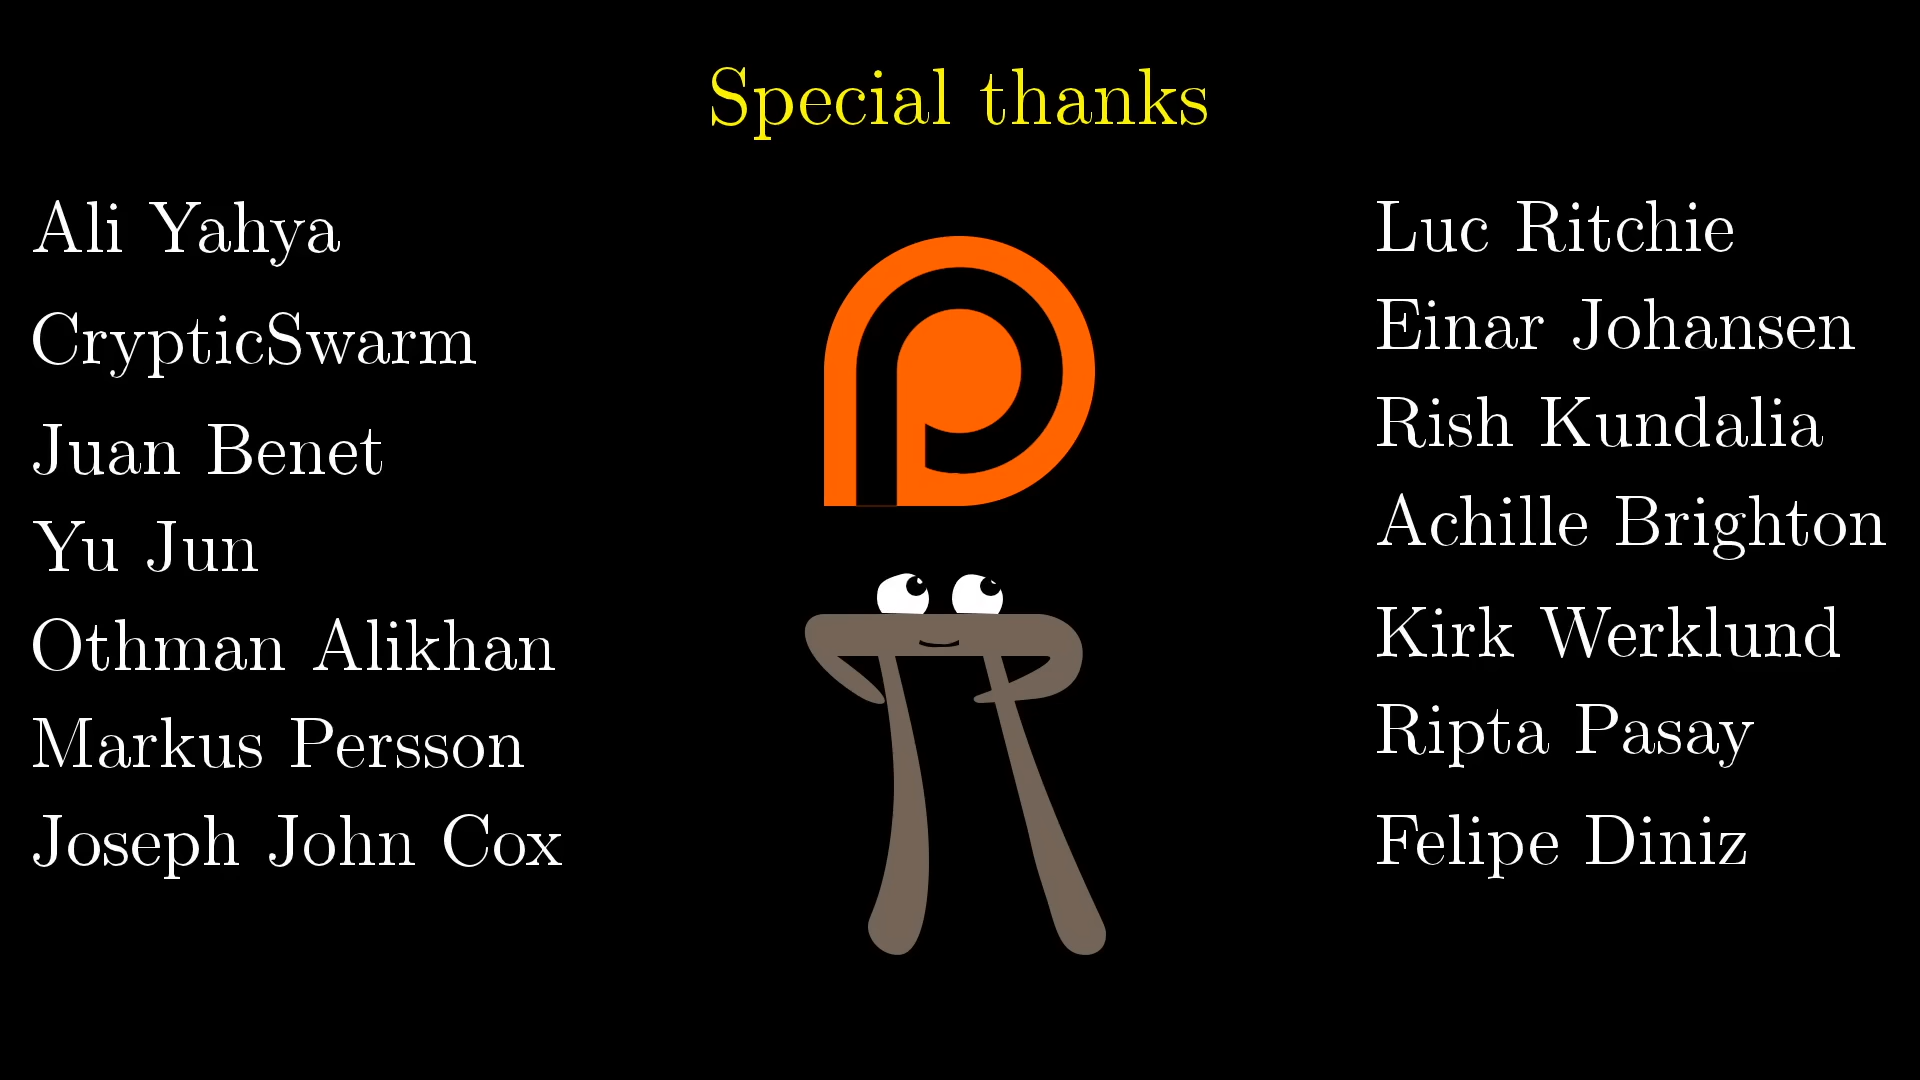 Special thanks
Ali Yahya
CrypticSwarm
Juan Benet
Yu Jun
Othman Alikhan
Markus Persson
Joseph John Cox
Luc Ritchie
Einar Johansen
Rish Kundalia
Achille Brighton
Kirk Werklund
Ripta Pasay
Felipe Diniz